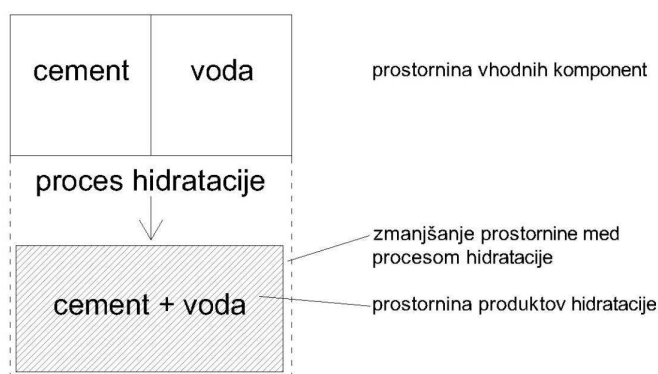 cement
voda
prostornina vhodnih komponent
proces hidratacije
zmanjšanje prostornine med
procesom hidratacije
cement + voda
prostornina produktov hidratacije